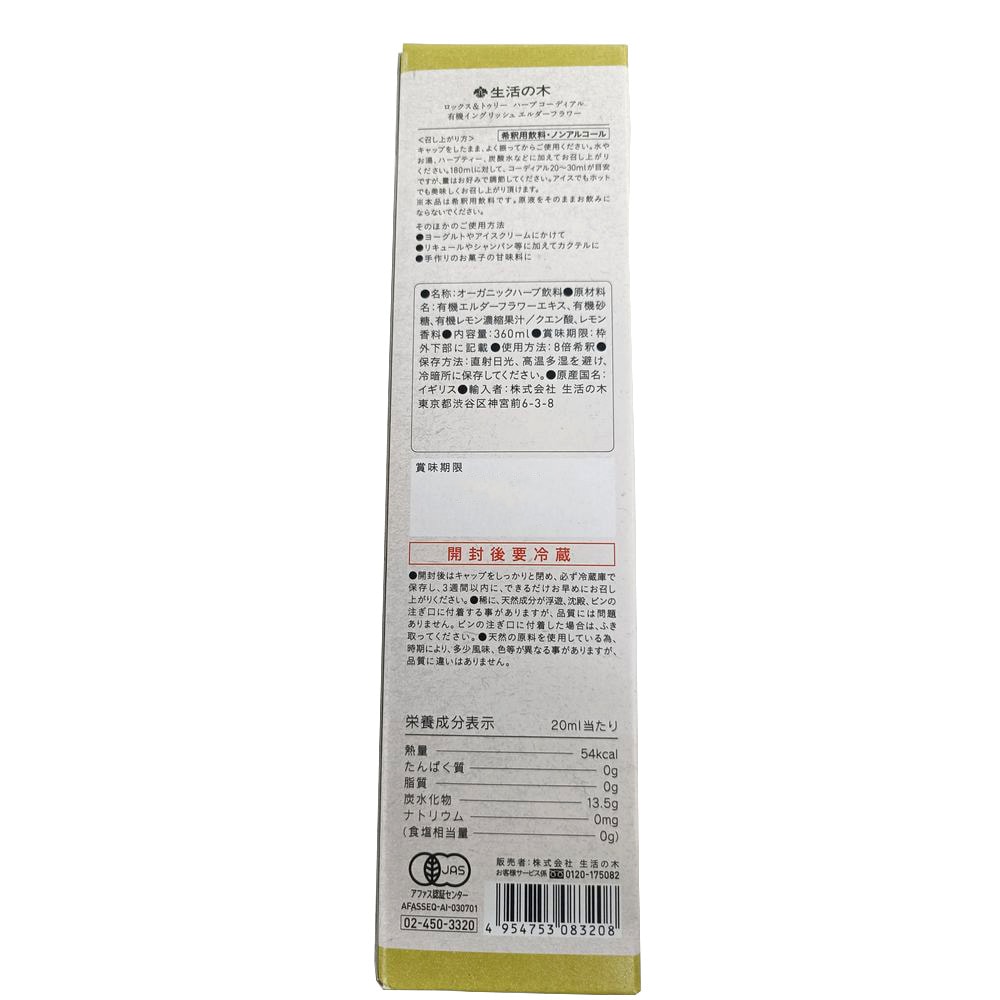 生活の木
ロックス＆トゥリー ハーブコーディアル
有機イングリッシュエルダーフラワー
＜召し上がり方＞ 希釈用飲料・ノンアルコール
キャップをしたまま、よく振ってからご使用ください。水や
お湯、ハーブティー、炭酸水などに加えてお召し上がり
ください。180mlに対して、コーディアル20〜30mlが目安
ですが、量はお好みで調節してください。アイスでもホット
でも美味しくお召し上がり頂けます。
※本品は希釈用飲料です。原液をそのままお飲みに
ならないでください。
そのほかのご使用方法
●ヨーグルトやアイスクリームにかけて
●リキュールやシャンパン等に加えてカクテルに
●手作りのお菓子の甘味料に
●名称：オーガニックハーブ飲料●原材料
名：有機エルダーフラワーエキス、有機砂
糖、有機レモン濃縮果汁／クエン酸、レモン
香料●内容量：360ml●賞味期限：枠
外下部に記載●使用方法：8倍希釈●
保存方法：直射日光、高温多湿を避け、
冷暗所に保存してください。●原産国名：
イギリス●輸入者：株式会社 生活の木
東京都渋谷区神宮前6-3-8
賞味期限
開封後要冷蔵
●開封後はキャップをしっかりと閉め、必ず冷蔵庫で
保存し、3週間以内に、できるだけお早めにお召し
上がりください。●稀に、天然成分が浮遊、沈殿、ビンの
注ぎ口に付着する事がありますが、品質には問題
ありません。ビンの注ぎ口に付着した場合は、ふき
取ってください。●天然の原料を使用している為、
時期により、多少風味、色等が異なる事がありますが、
品質に違いはありません。
栄養成分表示 20ml当たり
熱量 54kcal
たんぱく質 0g
脂質 0g
炭水化物 13.5g
ナトリウム 0mg
(食塩相当量 0g)
JAS
アファス認証センター
AFASSEQ-AI-030701
02-450-3320
販売者：株式会社 生活の木
お客様サービス係 0120-175082
4 954753 083208